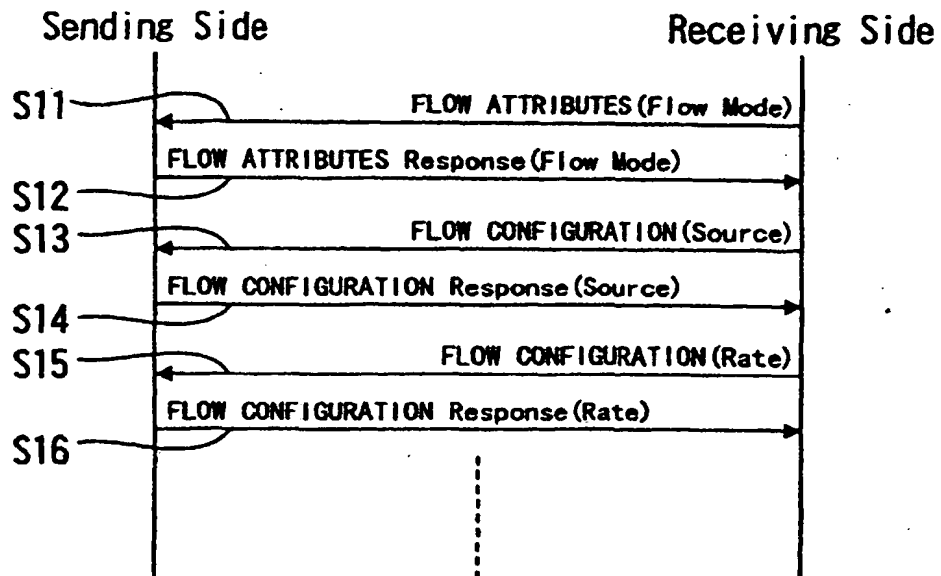 Sending Side
Receiving Side
S11
FLOW ATTRIBUTES(Flow Mode)
FLOW ATTRIBUTES Response(Flow Mode)
S12
S13
FLOW CONFIGURATION(Source)
FLOW CONFIGURATION Response(Source)
S14
S15
FLOW CONFIGURATION(Rate)
FLOW CONFIGURATION Response(Rate)
S16